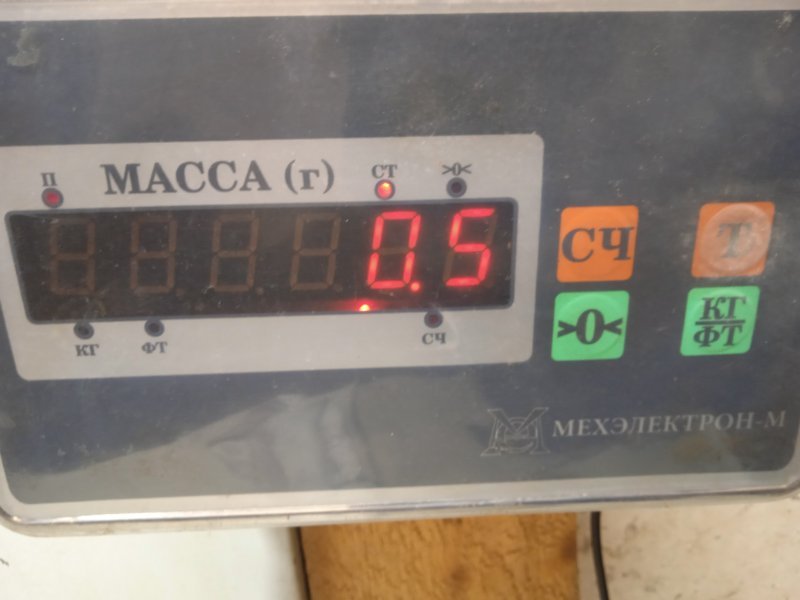 П
МАССА (г)
СТ
>0<
0.5
КГ
ФТ
СЧ
СЧ
Т
>0<
КГ
ФТ
МЕХЭЛЕКТРОН-М